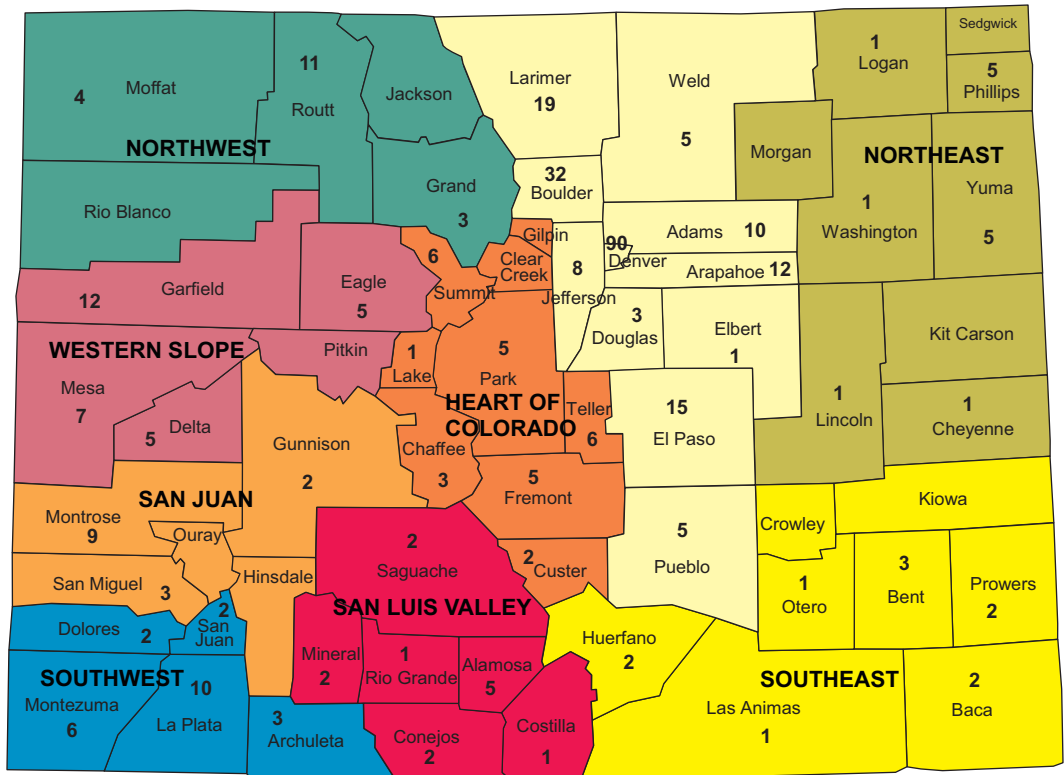 Sedgwick
1
Logan
11
Larimer
19
Weld
5
5
Phillips
4
Moffat
Routt
Jackson
NORTHWEST
Morgan
NORTHEAST
32
Boulder
Grand
3
Yuma
5
Rio Blanco
1
Washington
Gilpin
90
Denver
Adams
10
6
Summit
Clear
Creek
8
Jefferson
Arapahoe
12
Eagle
5
Garfield
12
3
Douglas
Elbert
1
Kit Carson
WESTERN SLOPE
Pitkin
1
Lake
5
Park
Mesa
7
HEART OF
COLORADO
Teller
6
15
El Paso
1
Lincoln
1
Cheyenne
5
Delta
Gunnison
2
Chaffee
3
SAN JUAN
5
Fremont
Kiowa
Montrose
9
Ouray
Crowley
2
Saguache
5
Pueblo
2
Custer
San Miguel
3
Hinsdale
3
Bent
Prowers
2
1
Otero
SAN LUIS VALLEY
Dolores
2
2
San
Juan
Huerfano
2
Mineral
2
1
Rio Grande
Alamosa
5
SOUTHWEST
10
La Plata
Montezuma
6
SOUTHEAST
2
Baca
Las Animas
1
3
Archuleta
Conejos
2
Costilla
1